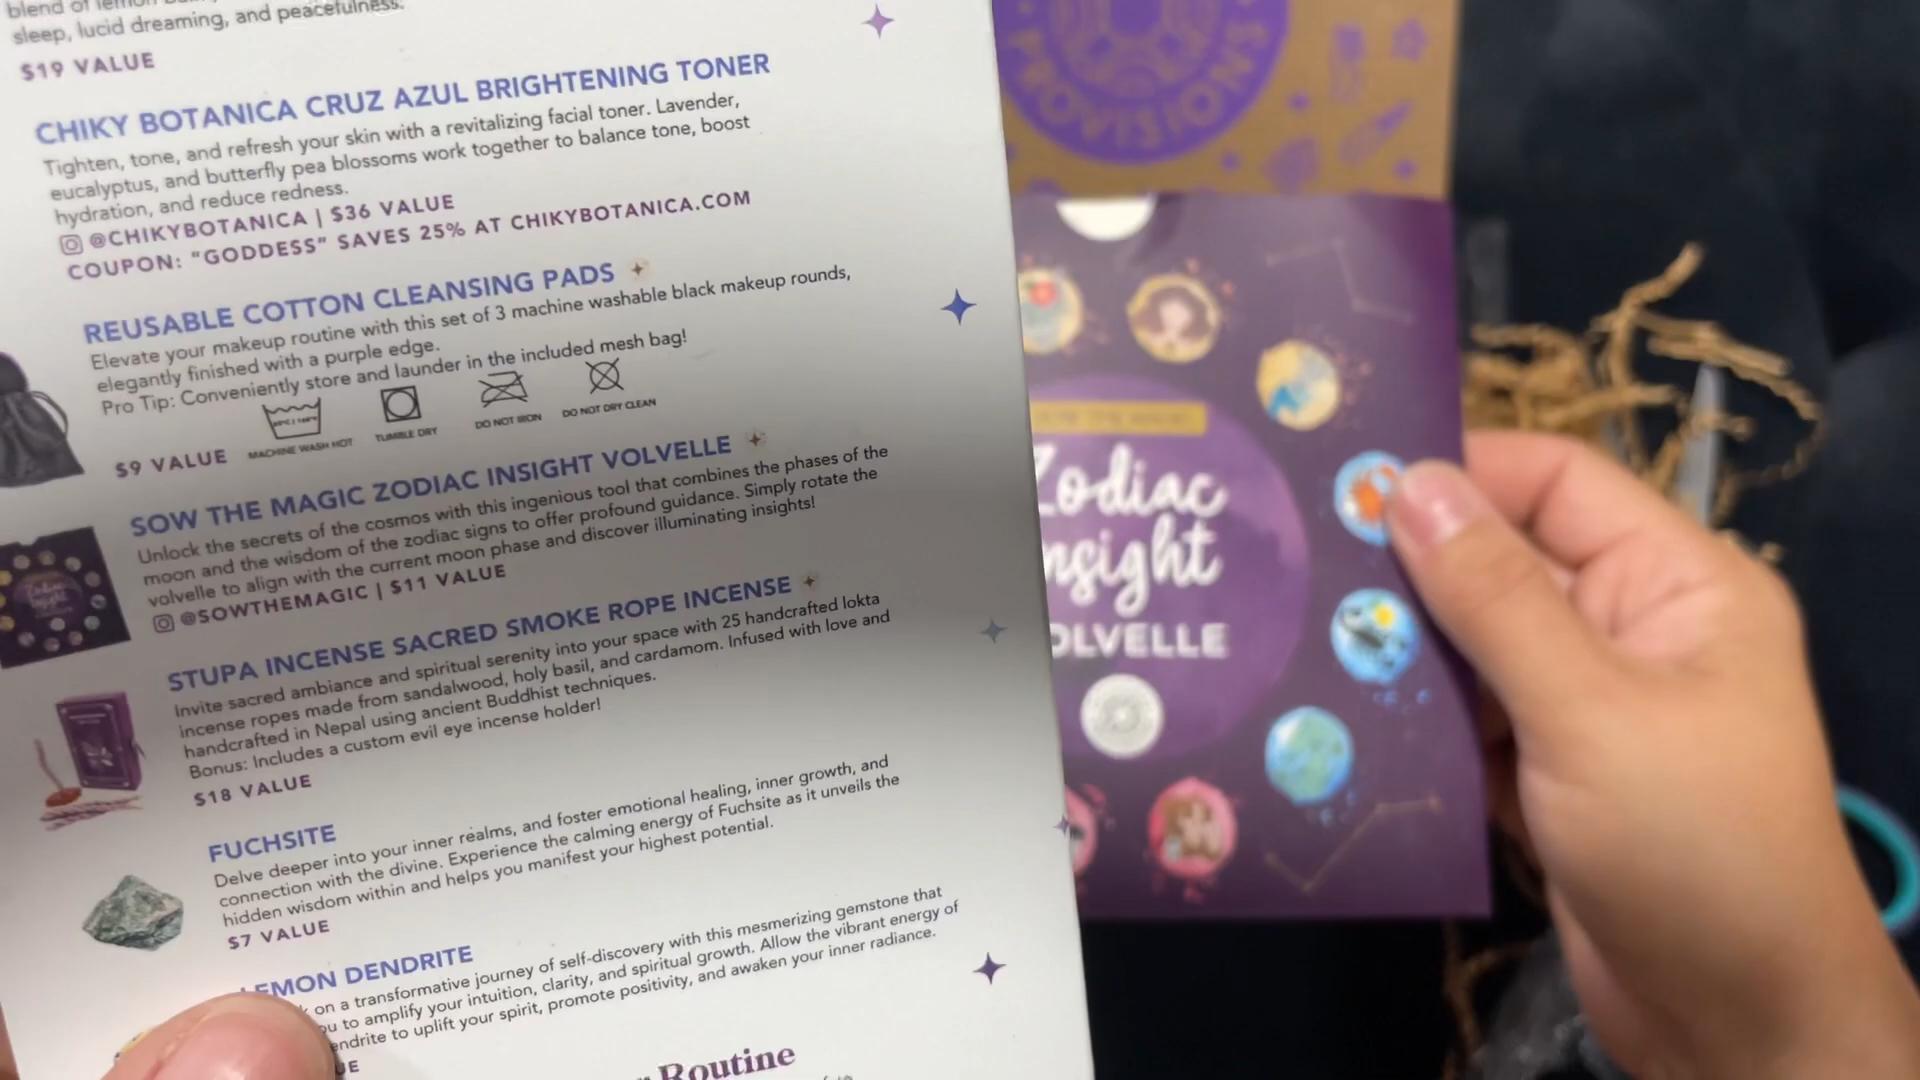 blend of lemon
sleep, lucid dreaming, and peacefulness.
$19 VALUE
CHIKY BOTANICA CRUZ AZUL BRIGHTENING TONER
Tighten, tone, and refresh your skin with a revitalizing facial toner. Lavender,
eucalyptus, and butterfly pea blossoms work together to balance tone, boost
hydration, and reduce redness.
@CHIKYBOTANICA | $36 VALUE
COUPON: "GODDESS" SAVES 25% AT CHIKYBOTANICA.COM
REUSABLE COTTON CLEANSING PADS
Elevate your makeup routine with this set of 3 machine washable black makeup rounds,
elegantly finished with a purple edge.
Pro Tip: Conveniently store and launder in the included mesh bag!
$9 VALUE
MACHINE WASH HOT
TUMBLE DRY
DO NOT IRON
DO NOT DRY CLEAN
SOW THE MAGIC ZODIAC INSIGHT VOLVELLE
Unlock the secrets of the cosmos with this ingenious tool that combines the phases of the
moon and the wisdom of the zodiac signs to offer profound guidance. Simply rotate the
volvelle to align with the current moon phase and discover illuminating insights!
@SOWTHEMAGIC | $11 VALUE
STUPA INCENSE SACRED SMOKE ROPE INCENSE
Invite sacred ambiance and spiritual serenity into your space with 25 handcrafted lokta
incense ropes made from sandalwood, holy basil, and cardamom. Infused with love and
handcrafted in Nepal using ancient Buddhist techniques.
Bonus: Includes a custom evil eye incense holder!
$18 VALUE
FUCHSITE
Delve deeper into your inner realms, and foster emotional healing, inner growth, and
connection with the divine. Experience the calming energy of Fuchsite as it unveils the
hidden wisdom within and helps you manifest your highest potential.
$7 VALUE
LEMON DENDRITE
on a transformative journey of self-discovery with this mesmerizing gemstone that
to amplify your intuition, clarity, and spiritual growth. Allow the vibrant energy of
endrite to uplift your spirit, promote positivity, and awaken your inner radiance.
Routine
PROVISIONS
Zodiac
Insight
OLVELLE